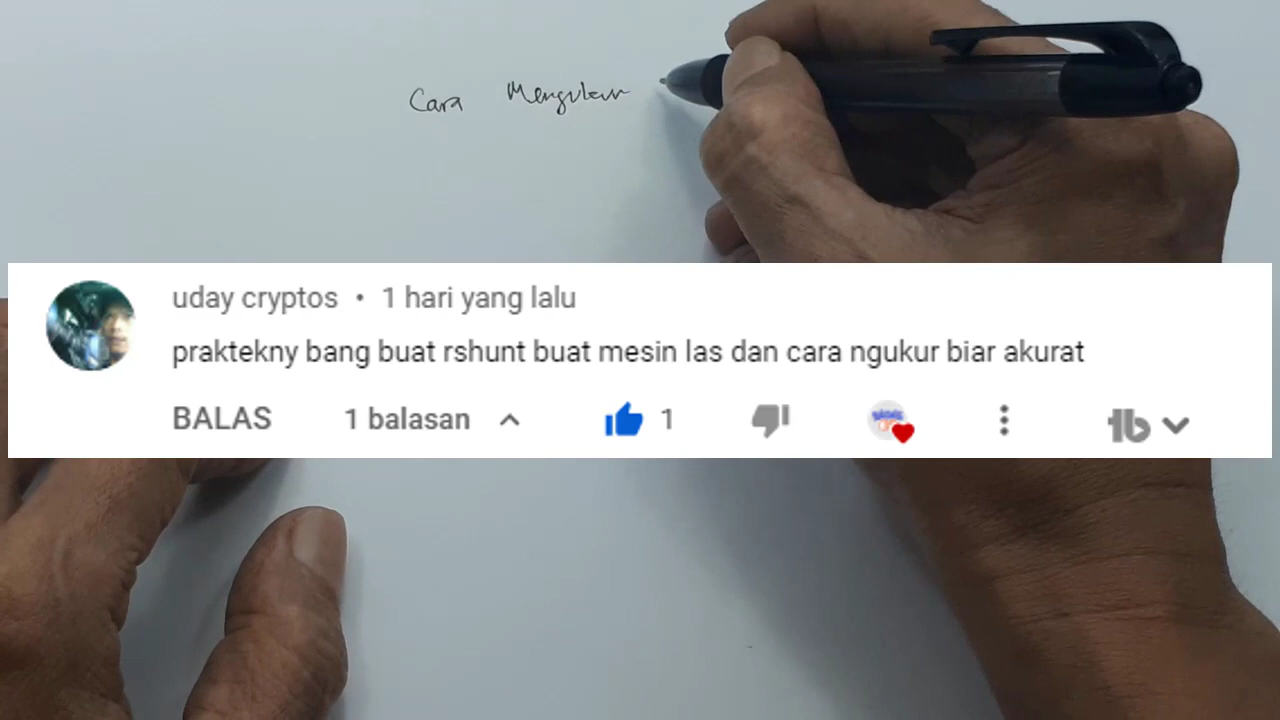 Cara Mengukur
uday cryptos • 1 hari yang lalu
praktekny bang buat rshunt buat mesin las dan cara ngukur biar akurat
BALAS 1 balasan 1